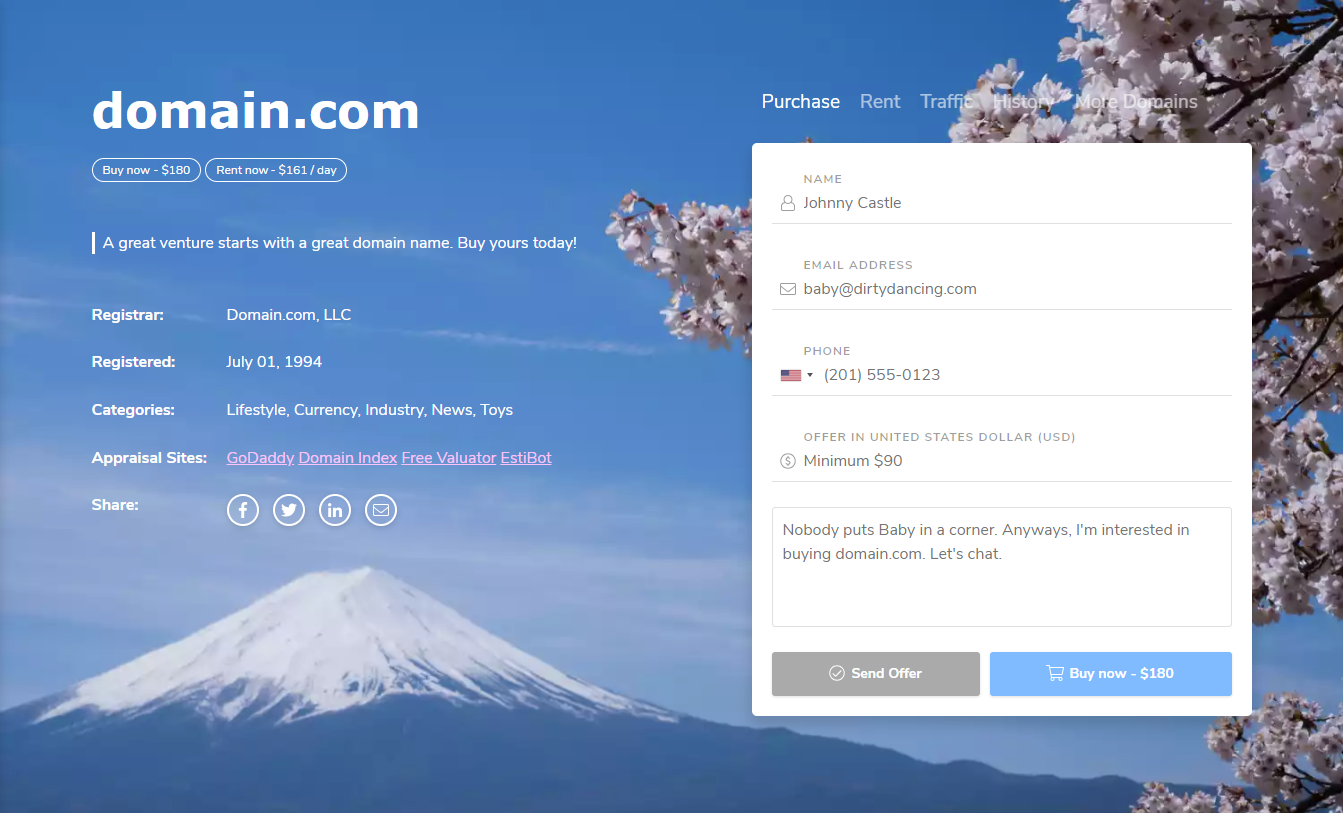 domain.com
Buy now - $180
Rent now - $161 / day
A great venture starts with a great domain name. Buy yours today!
Registrar: Domain.com, LLC
Registered: July 01, 1994
Categories: Lifestyle, Currency, Industry, News, Toys
Appraisal Sites: GoDaddy Domain Index Free Valuator EstiBot
Share:
Purchase Rent Traffic History More Domains
NAME
Johnny Castle
EMAIL ADDRESS
baby@dirtydancing.com
PHONE
(201) 555-0123
OFFER IN UNITED STATES DOLLAR (USD)
Minimum $90
Nobody puts Baby in a corner. Anyways, I'm interested in
buying domain.com. Let's chat.
Send Offer
Buy now - $180